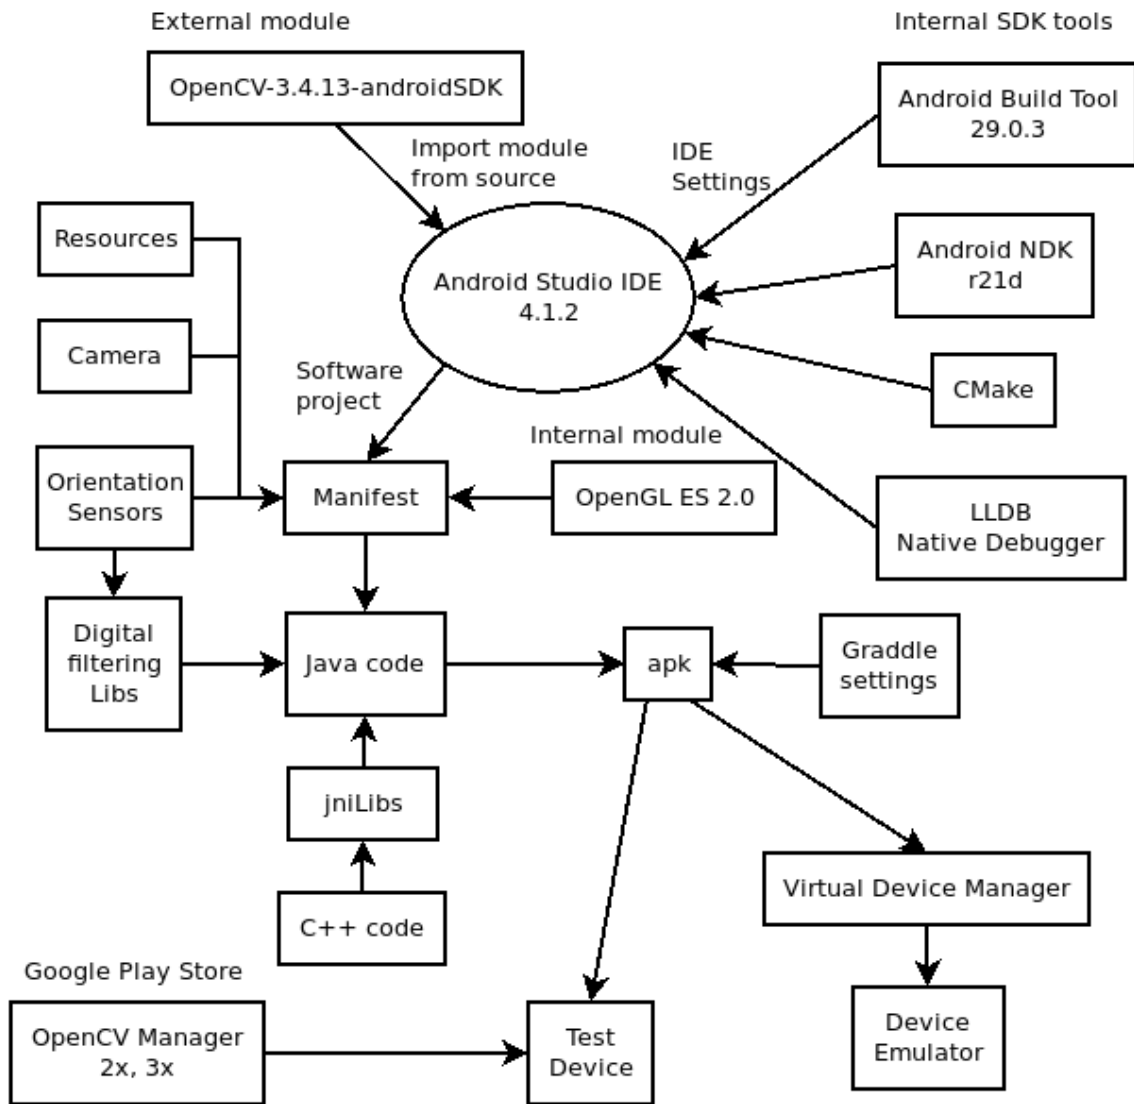 External module
Internal SDK tools
OpenCV-3.4.13-androidSDK
Android Build Tool
29.0.3
Import module
from source
IDE
Settings
Resources
Android NDK
r21d
Android Studio IDE
4.1.2
Camera
Software
project
CMake
Internal module
Orientation
Sensors
Manifest
OpenGL ES 2.0
LLDB
Native Debugger
Digital
filtering
Libs
Java code
apk
Graddle
settings
jniLibs
Virtual Device Manager
C++ code
Google Play Store
OpenCV Manager
2x, 3x
Test
Device
Device
Emulator